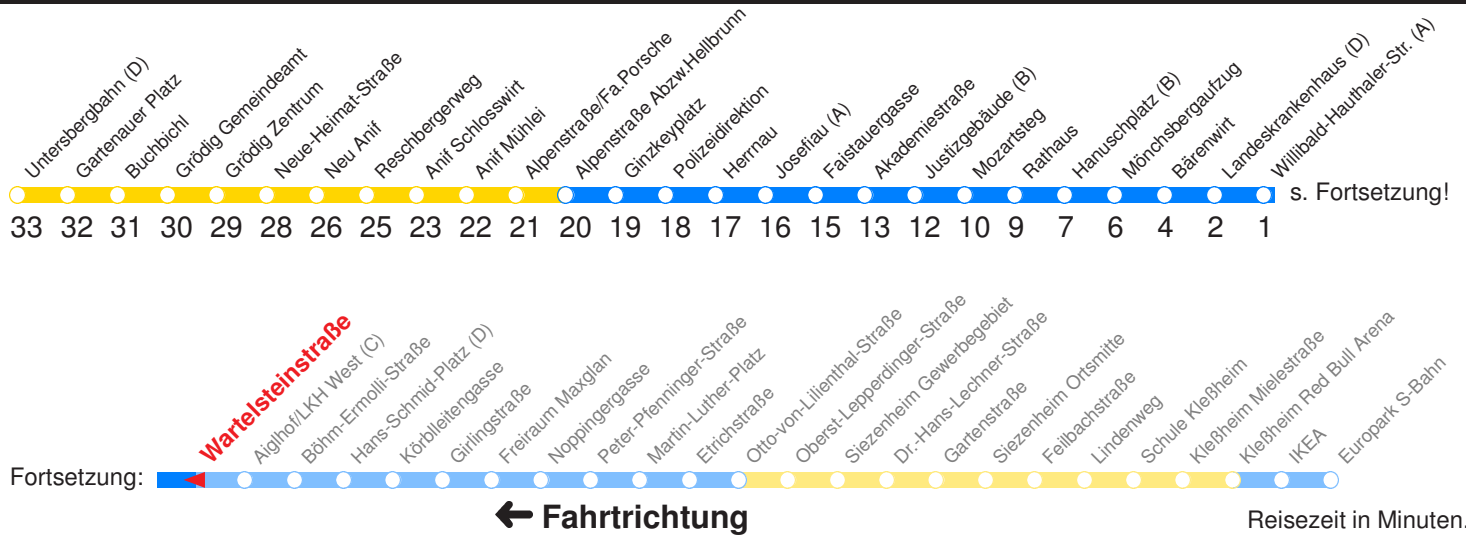 Untersbergbahn (D)
Gartenauer Platz
Buchbichl
Grödig Gemeindeamt
Grödig Zentrum
Neue-Heimat-Straße
Neu Anif
Reschbergerweg
Anif Schlosswirt
Anif Mühlei
Alpenstraße/Fa.Porsche
Alpenstraße Abzw.Hellbrunn
Ginzkeyplatz
Polizeidirektion
Herrnau
Josefiau (A)
Faistauergasse
Akademiestraße
Justizgebäude (B)
Mozartsteg
Rathaus
Hanuschplatz (B)
Mönchsbergaufzug
Bärenwirt
Landeskrankenhaus (D)
Willibald-Hauthaler-Str. (A)
s. Fortsetzung!
33 32 31 30 29 28 26 25 23 22 21 20 19 18 17 16 15 13 12 10 9 7 6 4 2 1
Fortsetzung:
Wartelsteinstraße
Aiglhof/LKH West (C)
Böhm-Ermolli-Straße
Hans-Schmid-Platz (D)
Körblleitengasse
Girlingstraße
Freiraum Maxglan
Noppingergasse
Peter-Pfenninger-Straße
Martin-Luther-Platz
Etrichstraße
Otto-von-Lilienthal-Straße
Oberst-Lepperdinger-Straße
Siezenheim Gewerbegebiet
Dr.-Hans-Lechner-Straße
Gartenstraße
Siezenheim Ortsmitte
Feilbachstraße
Lindenweg
Schule Kleßheim
Kleßheim Mielestraße
Kleßheim Red Bull Arena
IKEA
Europark S-Bahn
Fahrtrichtung
Reisezeit in Minuten.